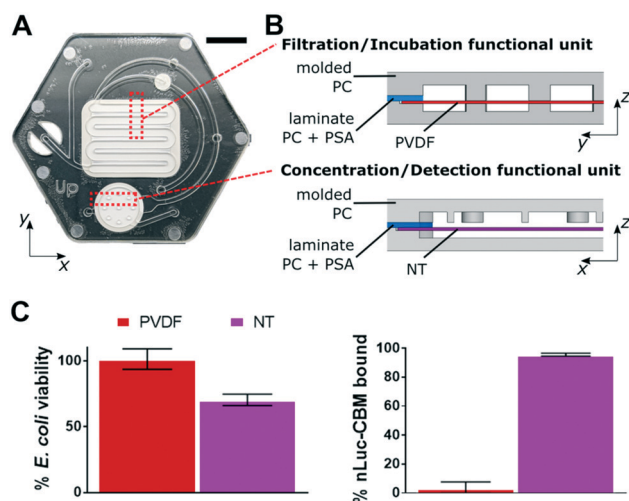 A
B
Filtration/Incubation functional unit
molded
PC
laminate
PC + PSA
PVDF
z
y
Concentration/Detection functional unit
molded
PC
laminate
PC + PSA
NT
z
x
Up
y
x
C
PVDF
NT
% E. coli viability
100
50
0
% nLuc-CBM bound
100
80
60
40
20
0